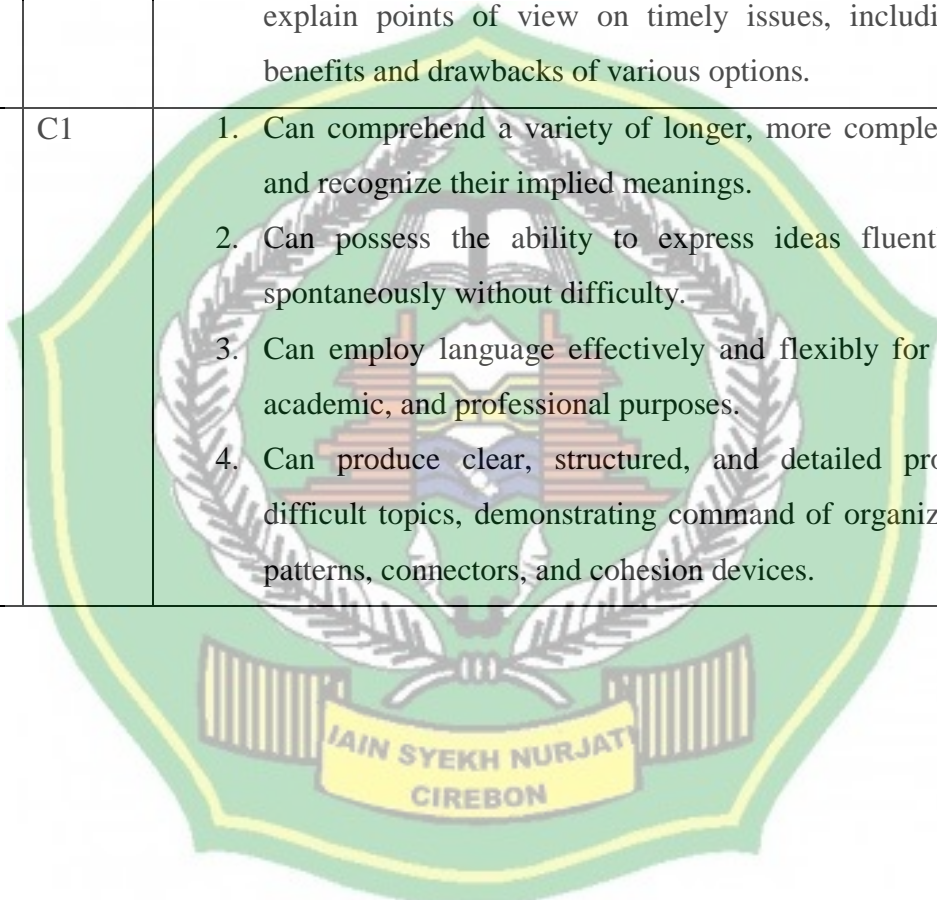 explain points of view on timely issues, includi
benefits and drawbacks of various options.
C1
1. Can comprehend a variety of longer, more comple
and recognize their implied meanings.
2. Can possess the ability to express ideas fluent
spontaneously without difficulty.
3. Can employ language effectively and flexibly for
academic, and professional purposes.
4. Can produce clear, structured, and detailed pro
difficult topics, demonstrating command of organiz
patterns, connectors, and cohesion devices.
IAIN SYEKH NURJATI
CIREBON